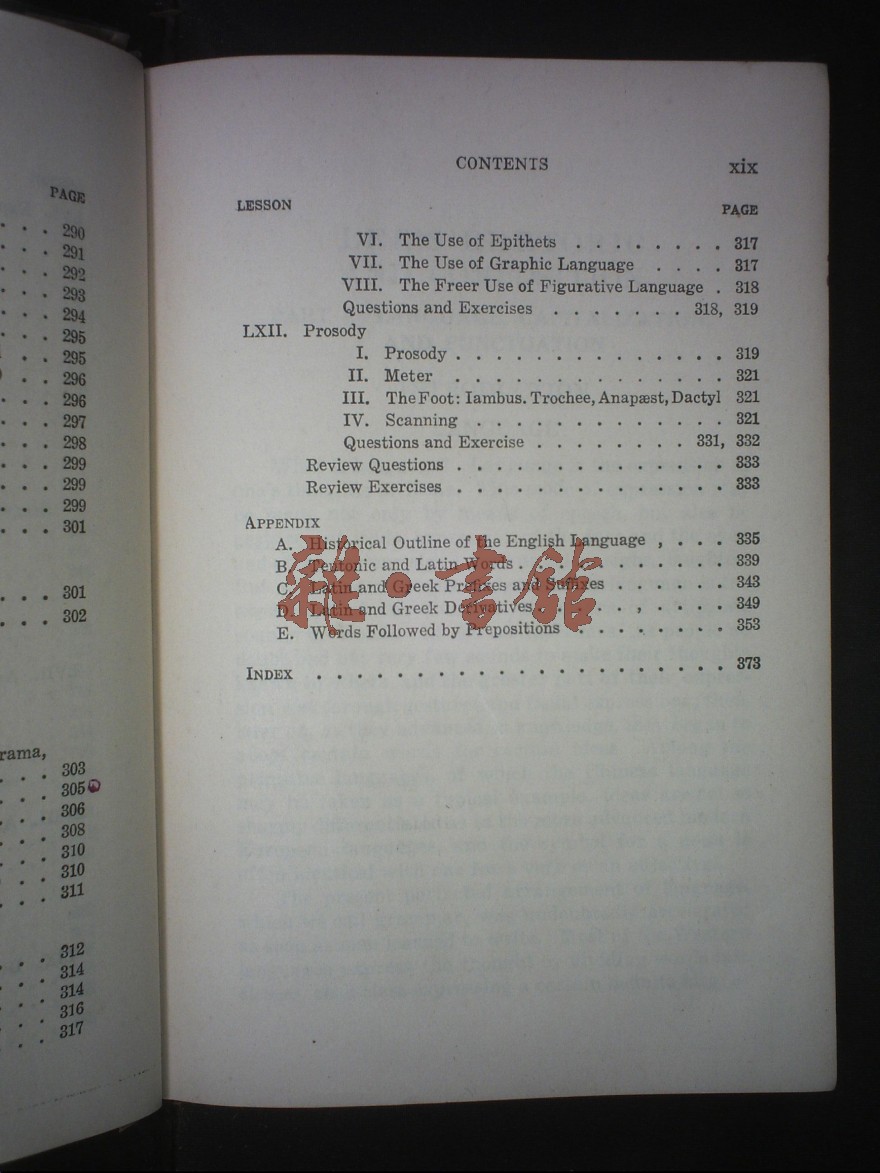 PAGE
290
291
292
293
294
295
295
296
296
297
298
299
299
299
301
301
302
rama,
303
305
306
308
310
310
311
312
314
314
316
317
CONTENTS xix
LESSON PAGE
VI. The Use of Epithets . . . . . . . . 317
VII. The Use of Graphic Language . . . . 317
VIII. The Freer Use of Figurative Language . 318
Questions and Exercises . . . . . . . 318, 319
LXII. Prosody
I. Prosody . . . . . . . . . . . . . . 319
II. Meter . . . . . . . . . . . . . . 321
III. The Foot: Iambus. Trochee, Anapæst, Dactyl 321
IV. Scanning . . . . . . . . . . . . . 321
Questions and Exercise . . . . . . . . 331, 332
Review Questions . . . . . . . . . . . . . . 333
Review Exercises . . . . . . . . . . . . . . 333
APPENDIX
A. Historical Outline of the English Language , . . . 335
B. Teutonic and Latin Words . . . . . . . . . . . 339
C. Latin and Greek Prefixes and Suffixes . . . . . . 343
D. Latin and Greek Derivatives . . . . . , . . . . 349
E. Words Followed by Prepositions . . . . . . . . 353
INDEX . . . . . . . . . . . . . . . . . . . . . 373
雜·書館